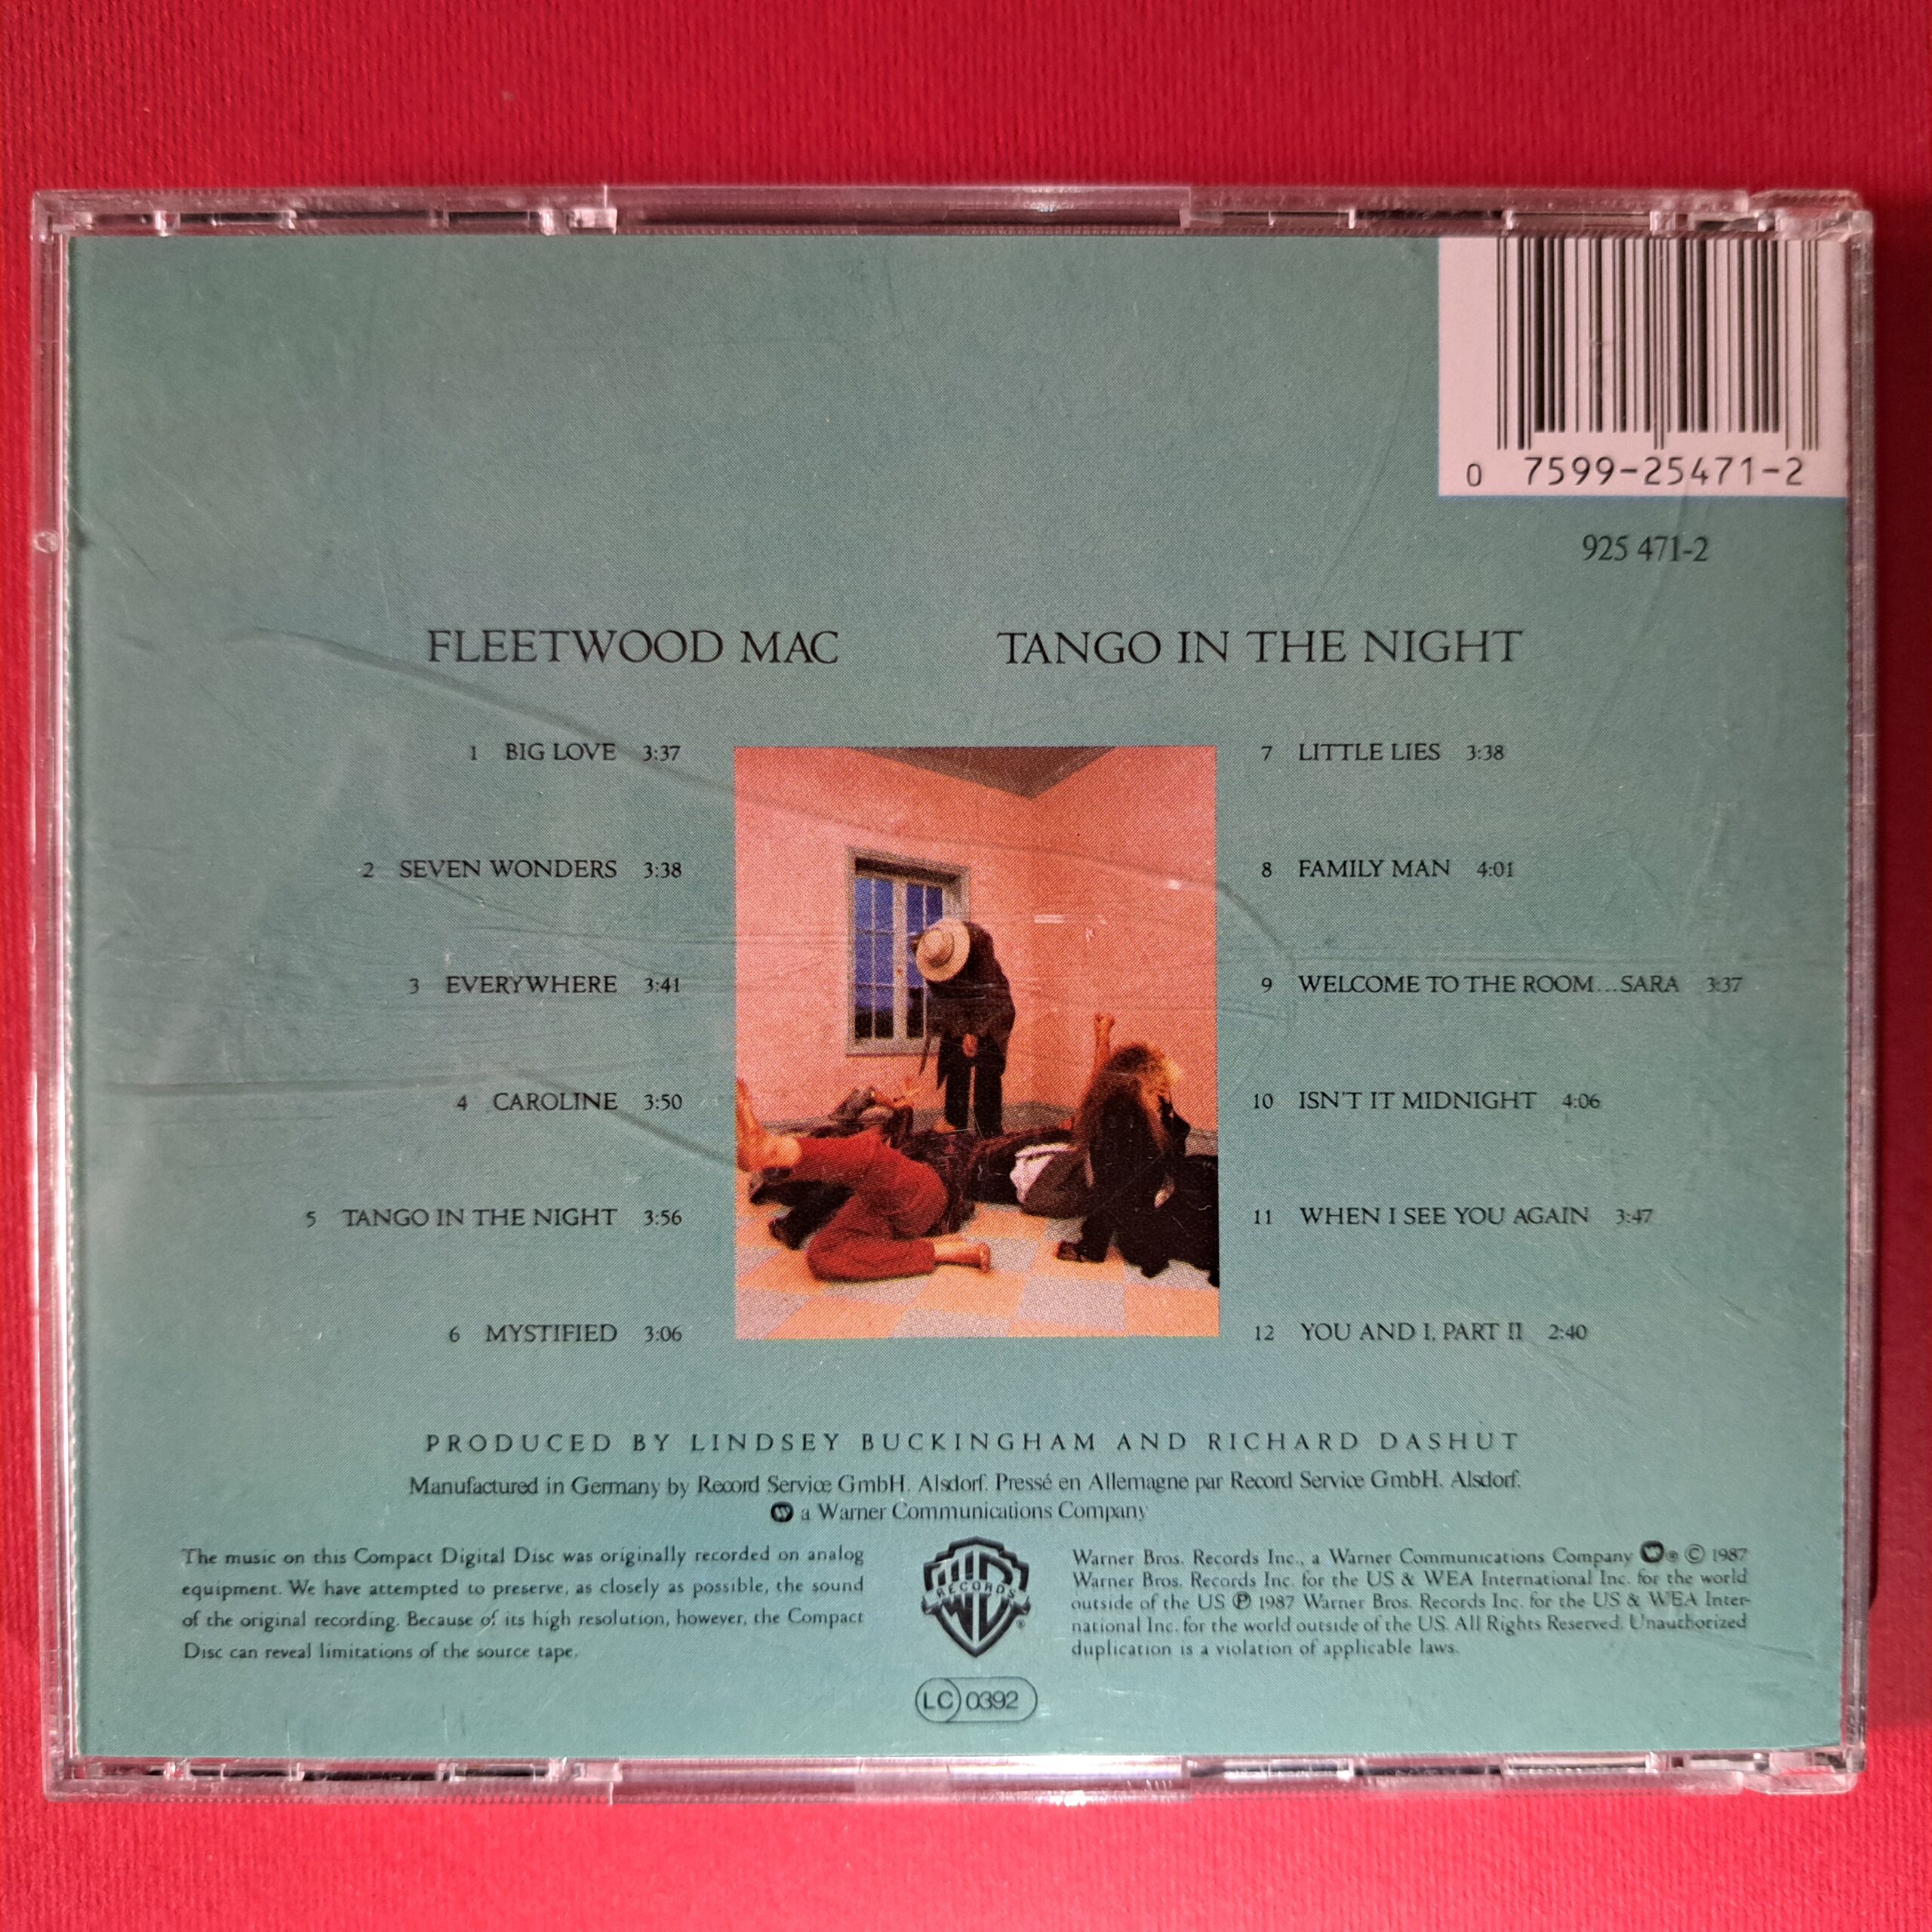 0 7599-25471-2
925 471-2
FLEETWOOD MAC
TANGO IN THE NIGHT
1 BIG LOVE 3:37
2 SEVEN WONDERS 3:38
3 EVERYWHERE 3:41
4 CAROLINE 3:50
5 TANGO IN THE NIGHT 3:56
6 MYSTIFIED 3:06
7 LITTLE LIES 3:38
8 FAMILY MAN 4:01
9 WELCOME TO THE ROOM...SARA 3:37
10 ISN'T IT MIDNIGHT 4:06
11 WHEN I SEE YOU AGAIN 3:47
12 YOU AND I, PART II 2:40
PRODUCED BY LINDSEY BUCKINGHAM AND RICHARD DASHUT
Manufactured in Germany by Record Service GmbH, Alsdorf. Pressé en Allemagne par Record Service GmbH, Alsdorf.
W a Warner Communications Company
The music on this Compact Digital Disc was originally recorded on analog
equipment. We have attempted to preserve, as closely as possible, the sound
of the original recording. Because of its high resolution, however, the Compact
Disc can reveal limitations of the source tape.
WB RECORDS ®
Warner Bros. Records Inc., a Warner Communications Company W ® © 1987
Warner Bros. Records Inc. for the US & WEA International Inc. for the world
outside of the US ℗ 1987 Warner Bros. Records Inc. for the US & WEA Inter-
national Inc. for the world outside of the US. All Rights Reserved. Unauthorized
duplication is a violation of applicable laws.
LC 0392